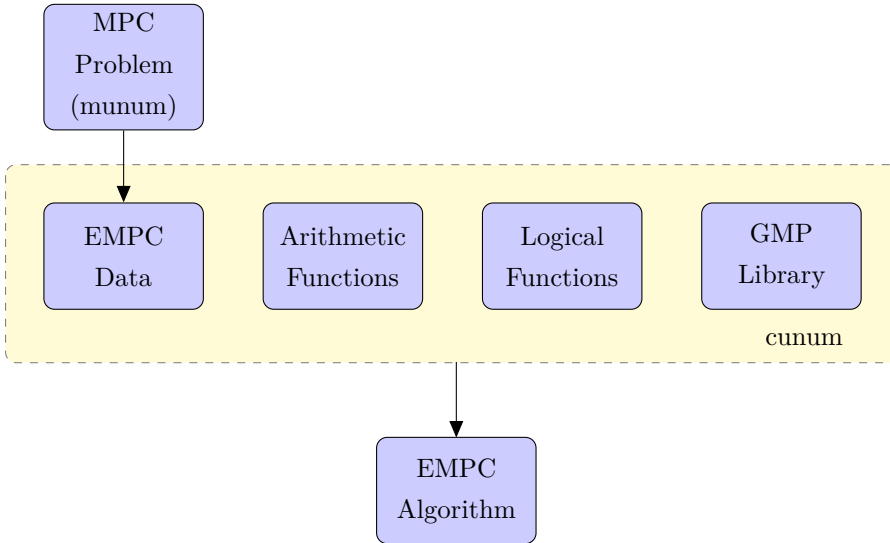 MPC
Problem
(munum)
EMPC
Data
Arithmetic
Functions
Logical
Functions
GMP
Library
cunum
EMPC
Algorithm